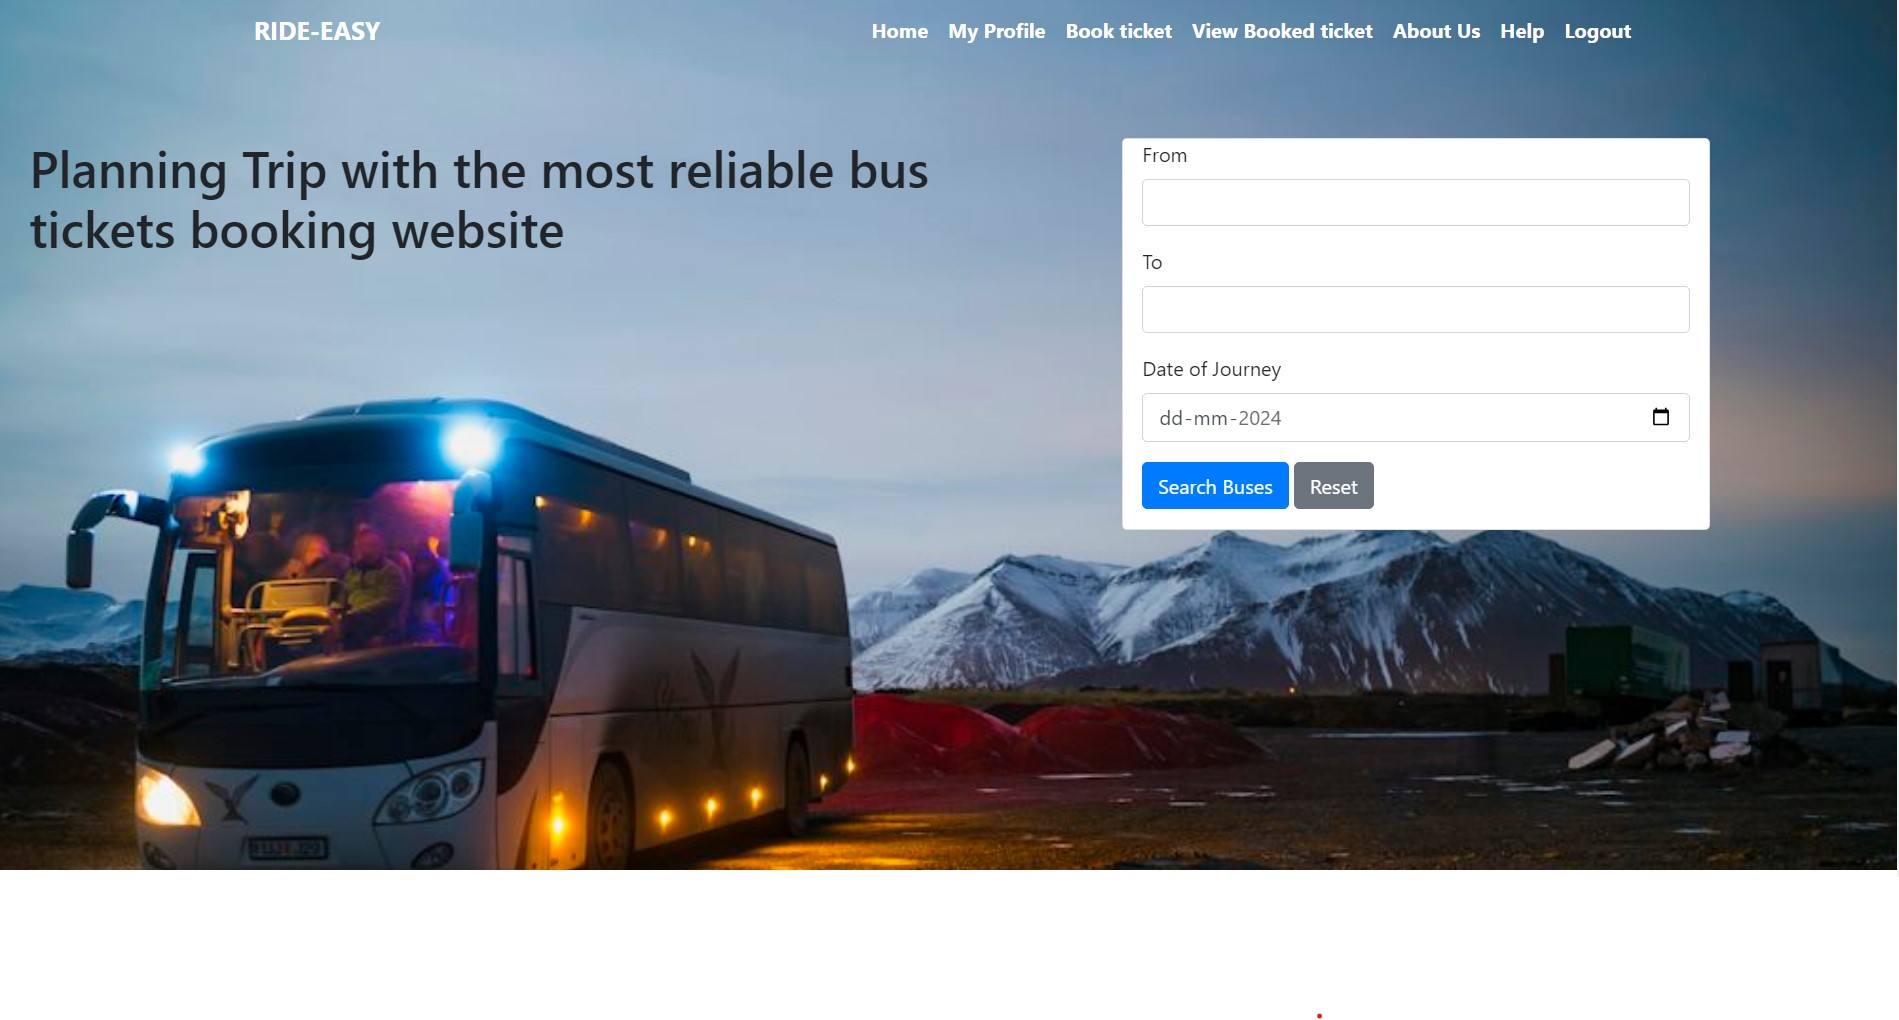 RIDE-EASY
Home My Profile Book ticket View Booked ticket About Us Help Logout
Planning Trip with the most reliable bus
tickets booking website
From
To
Date of Journey
dd-mm-2024
Search Buses Reset